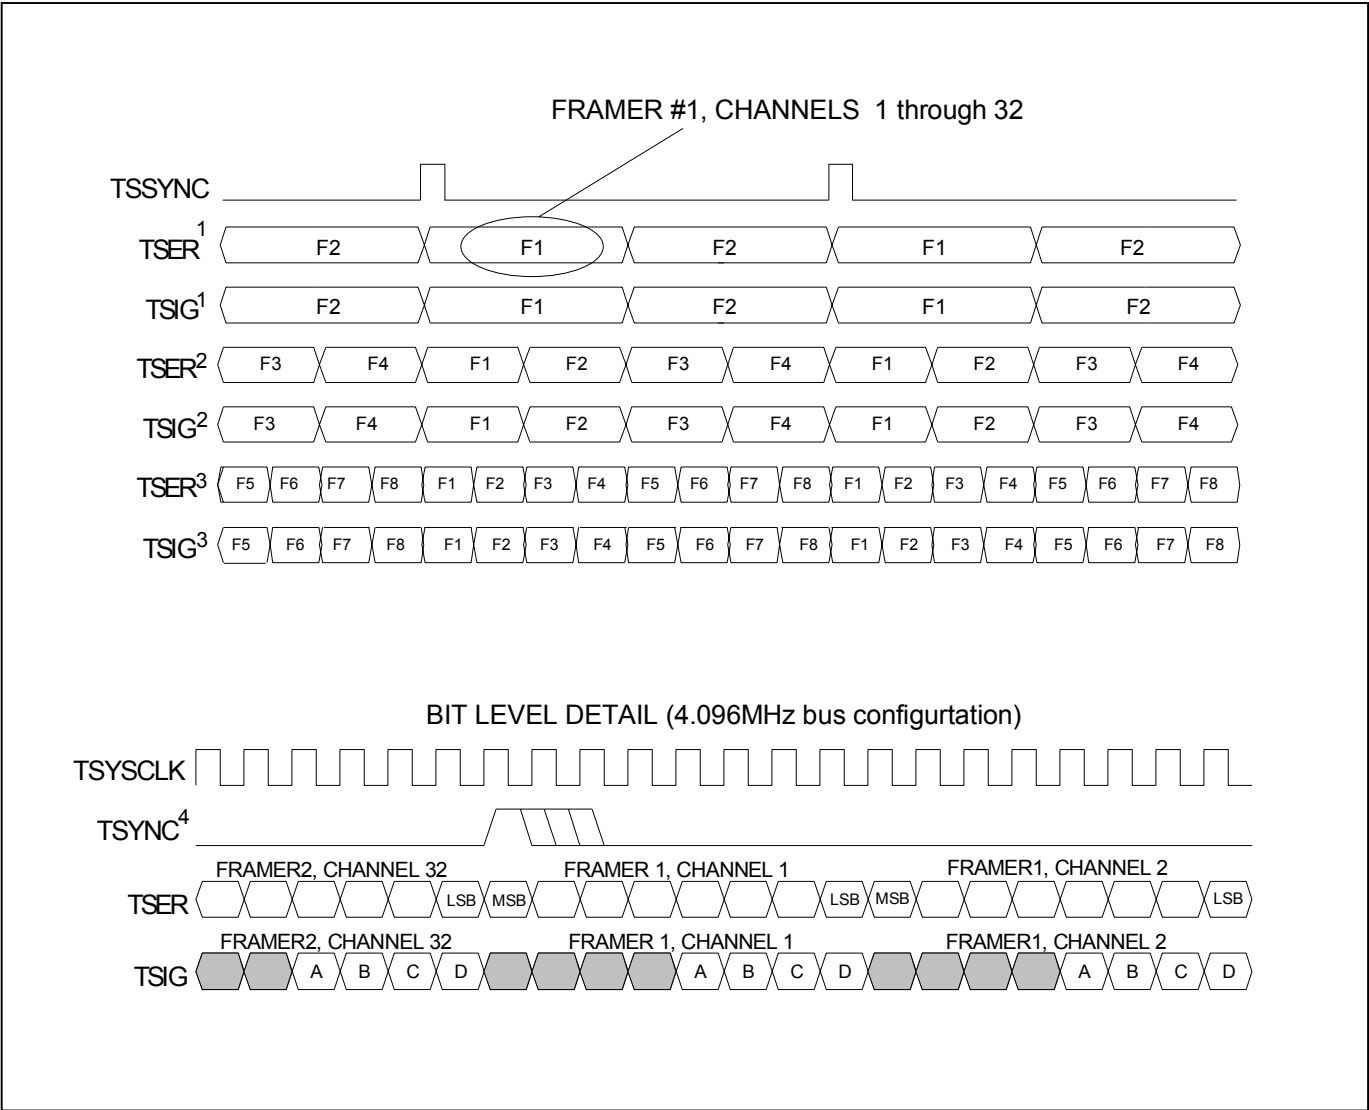 FRAMER #1, CHANNELS 1 through 32
TSSYNC
TSER1 F2 F1 F2 F1 F2
TSIG1 F2 F1 F2 F1 F2
TSER2 F3 F4 F1 F2 F3 F4 F1 F2 F3 F4
TSIG2 F3 F4 F1 F2 F3 F4 F1 F2 F3 F4
TSER3 F5 F6 F7 F8 F1 F2 F3 F4 F5 F6 F7 F8 F1 F2 F3 F4 F5 F6 F7 F8
TSIG3 F5 F6 F7 F8 F1 F2 F3 F4 F5 F6 F7 F8 F1 F2 F3 F4 F5 F6 F7 F8
BIT LEVEL DETAIL (4.096MHz bus configurtation)
TSYSCLK
TSYNC4
FRAMER2, CHANNEL 32 FRAMER 1, CHANNEL 1 FRAMER1, CHANNEL 2
TSER LSB MSB LSB MSB LSB
FRAMER2, CHANNEL 32 FRAMER 1, CHANNEL 1 FRAMER1, CHANNEL 2
TSIG A B C D A B C D A B C D